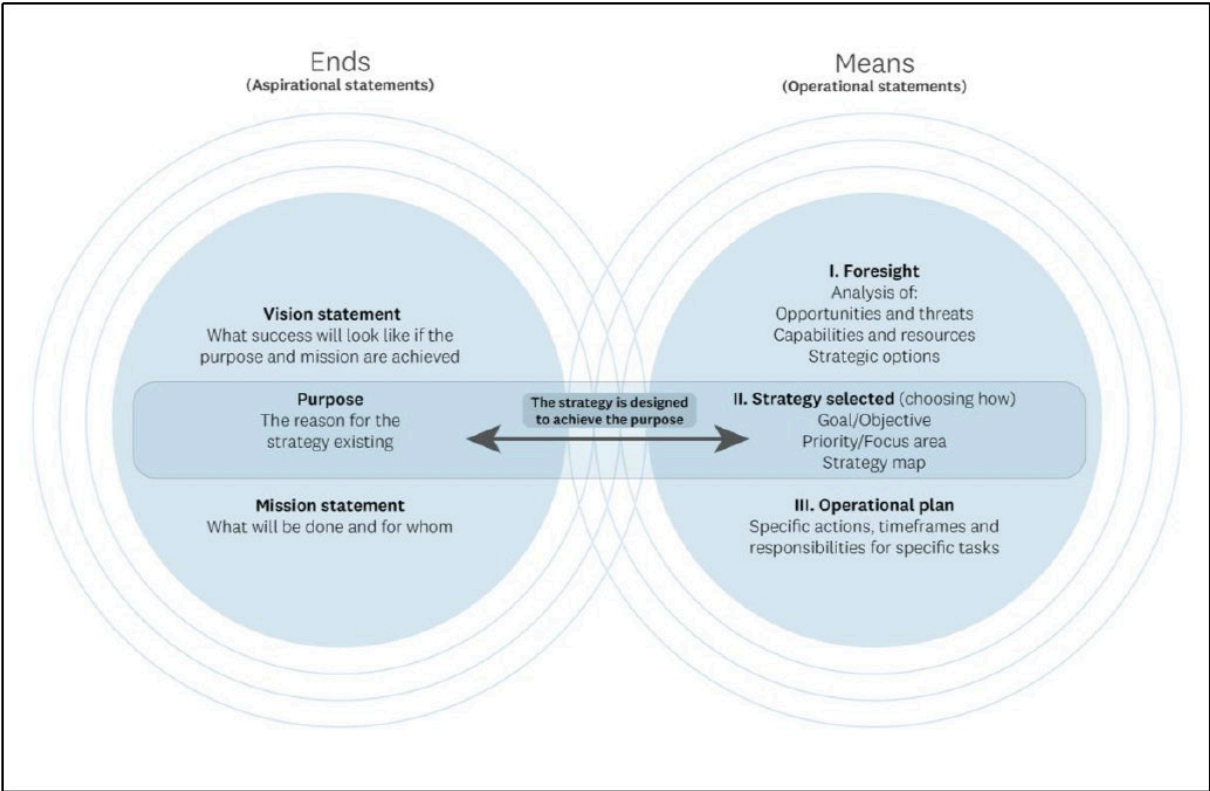 Ends
(Aspirational statements)
Means
(Operational statements)
Vision statement
What success will look like if the
purpose and mission are achieved
Purpose
The reason for the
strategy existing
Mission statement
What will be done and for whom
The strategy is designed
to achieve the purpose
I. Foresight
Analysis of:
Opportunities and threats
Capabilities and resources
Strategic options
II. Strategy selected (choosing how)
Goal/Objective
Priority/Focus area
Strategy map
III. Operational plan
Specific actions, timeframes and
responsibilities for specific tasks